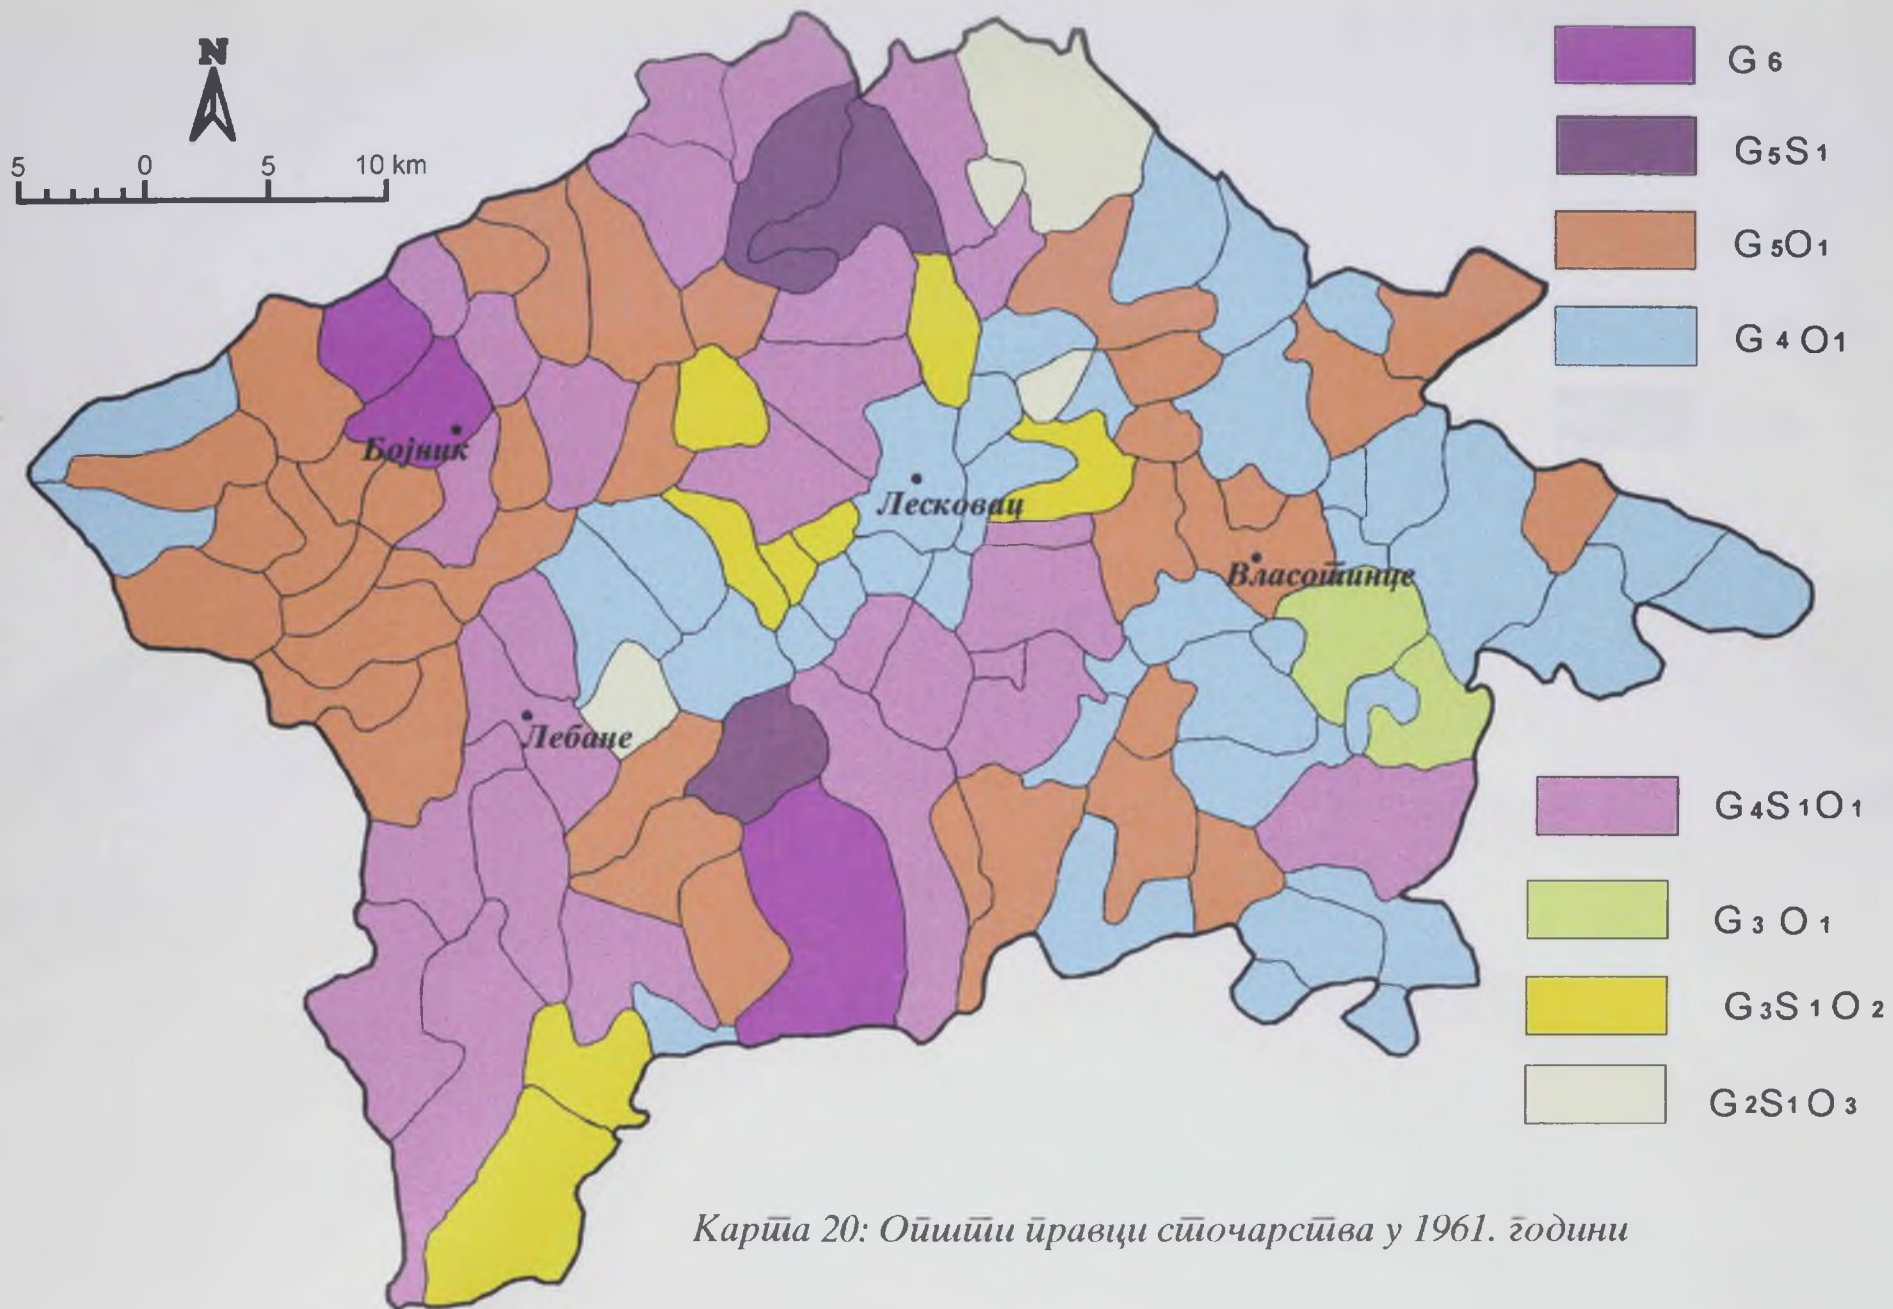 N
5 0 5 10 km
G 6
G5S1
G5O1
G4O1
Бојник
Лесковац
Власотинце
Лебане
G4S1O1
G3O1
G3S1O2
G2S1O3
Карта 20: Општи правци сточарства у 1961. години